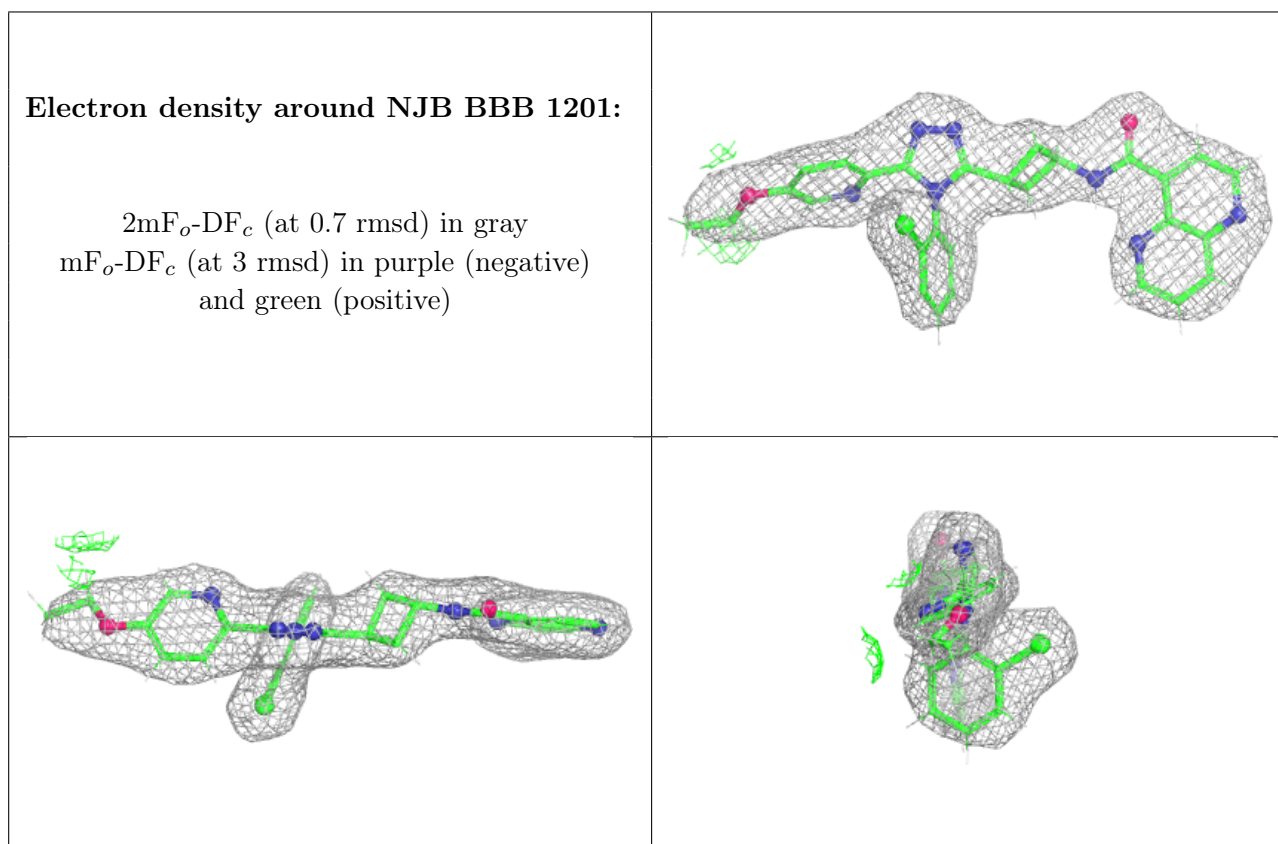 Electron density around NJB BBB 1201:
2mFo-DFc (at 0.7 rmsd) in gray
mFo-DFc (at 3 rmsd) in purple (negative)
and green (positive)